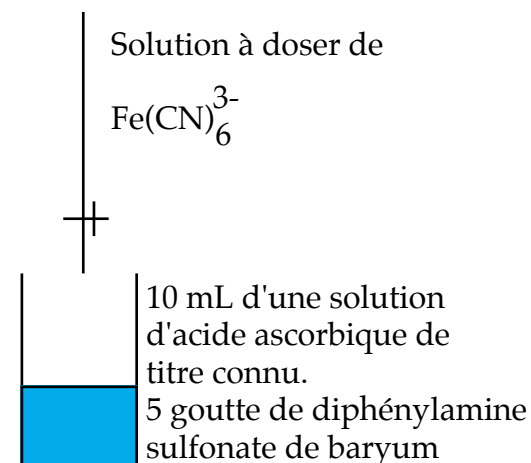 Solution à doser de
Fe(CN)₆³⁻
10 mL d'une solution
d'acide ascorbique de
titre connu.
5 goutte de diphénylamine
sulfonate de baryum